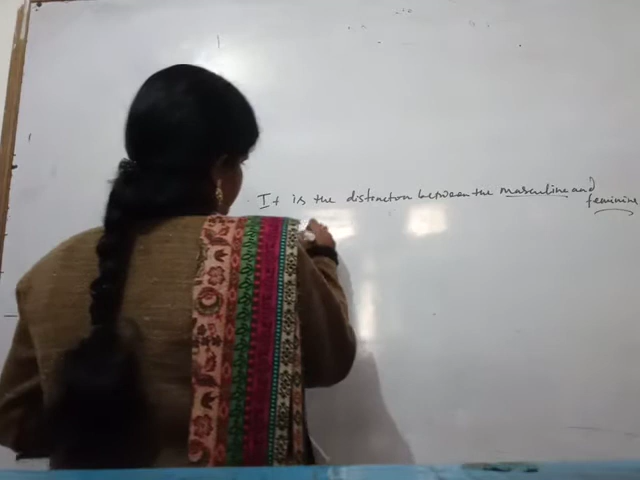 It is the distinction between the masculine and
feminine